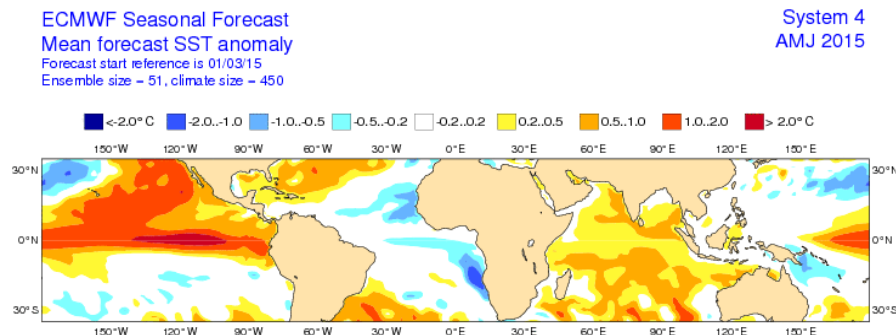 ECMWF Seasonal Forecast
Mean forecast SST anomaly
Forecast start reference is 01/03/15
Ensemble size = 51, climate size = 450
System 4
AMJ 2015
<-2.0° C -2.0..-1.0 -1.0..-0.5 -0.5..-0.2 -0.2..0.2 0.2..0.5 0.5..1.0 1.0..2.0 > 2.0° C
150°W 120°W 90°W 60°W 30°W 0°E 30°E 60°E 90°E 120°E 150°E
30°N 30°N
0°N 0°N
30°S 30°S
150°W 120°W 90°W 60°W 30°W 0°E 30°E 60°E 90°E 120°E 150°E